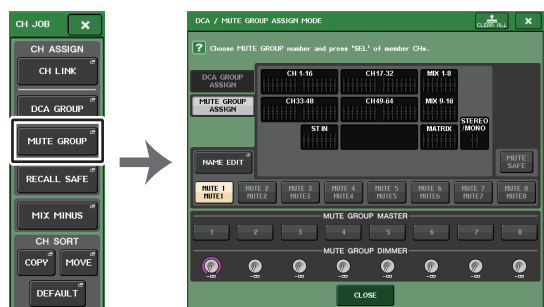 CH JOB
CH ASSIGN
CH LINK
DCA GROUP
MUTE GROUP
RECALL SAFE
MIX MINUS
CH SORT
COPY MOVE
DEFAULT
DCA / MUTE GROUP ASSIGN MODE
CLEAR ALL
? Choose MUTE GROUP number and press 'SEL' of member CHs.
DCA GROUP
ASSIGN
MUTE GROUP
ASSIGN
CH 1-16 CH17-32 MIX 1-8
CH33-48 CH49-64 MIX 9-16
STEREO
/MONO
ST IN MATRIX
NAME EDIT
MUTE
SAFE
MUTE 1 MUTE 2 MUTE 3 MUTE 4 MUTE 5 MUTE 6 MUTE 7 MUTE 8
MUTE1 MUTE2 MUTE3 MUTE4 MUTE5 MUTE6 MUTE7 MUTE8
MUTE GROUP MASTER
1 2 3 4 5 6 7 8
MUTE GROUP DIMMER
-∞ -∞ -∞ -∞ -∞ -∞ -∞ -∞
CLOSE